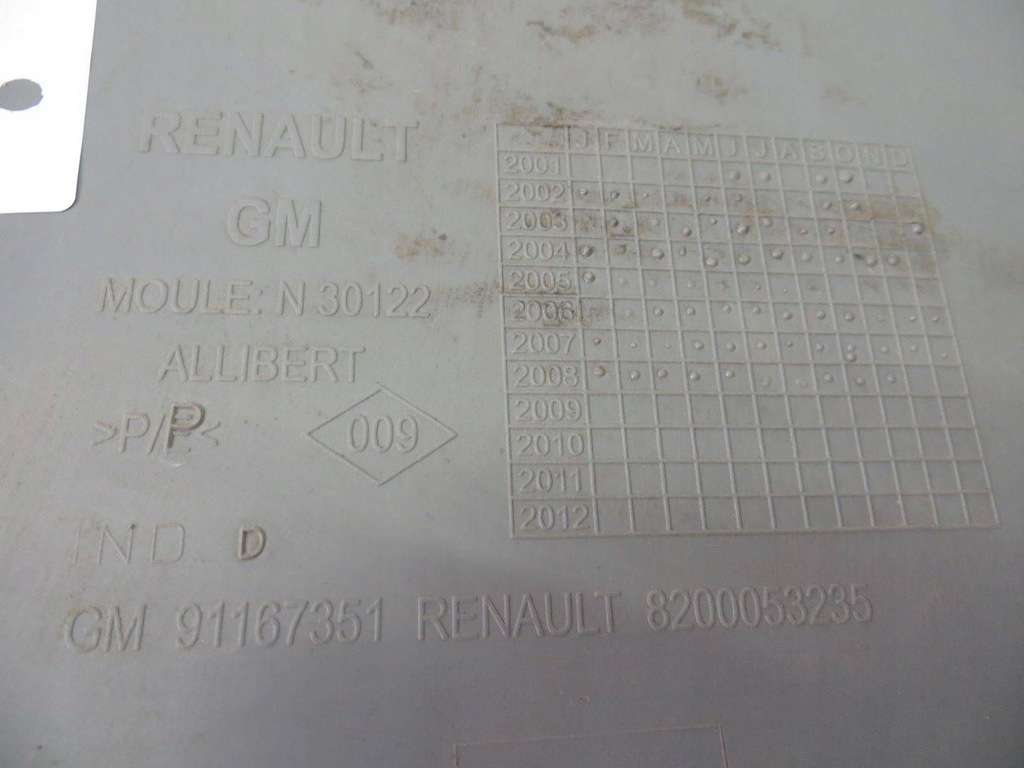 RENAULT
GM
MOULE: N 30122
ALLIBERT
009
IND. D
GM 91167351 RENAULT 8200053235
J F M A M J J A S O N D
2001
2002
2003
2004
2005
2006
2007
2008
2009
2010
2011
2012